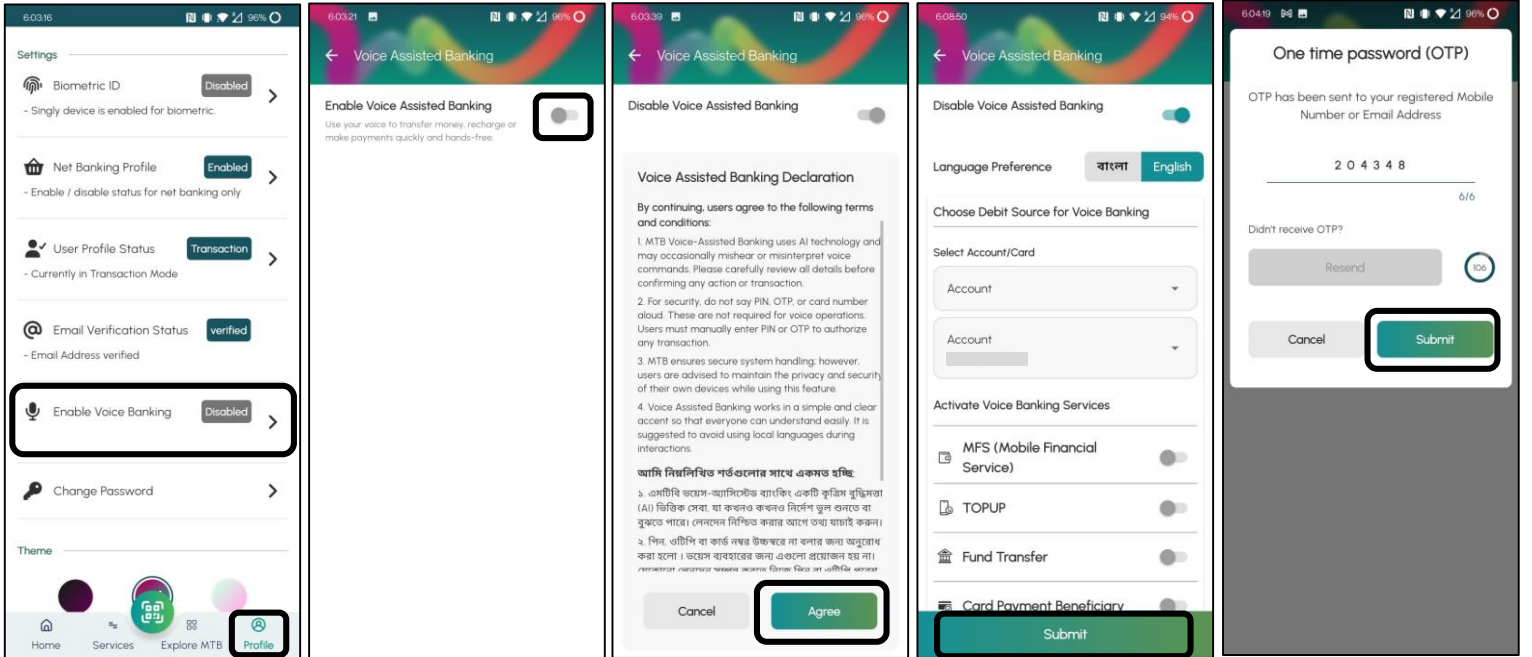 6:03:16
96%
Settings
Biometric ID
Disabled
- Singly device is enabled for biometric.
Net Banking Profile
Enabled
- Enable / disable status for net banking only
User Profile Status
Transaction
- Currently in Transaction Mode
Email Verification Status
verified
- Email Address verified
Enable Voice Banking
Disabled
Change Password
Theme
Home
Services
Explore MTB
Profile
6:03:21
96%
Voice Assisted Banking
Enable Voice Assisted Banking
Use your voice to transfer money, recharge or
make payments quickly and hands-free.
6:03:39
96%
Voice Assisted Banking
Disable Voice Assisted Banking
Voice Assisted Banking Declaration
By continuing, users agree to the following terms
and conditions:
1. MTB Voice-Assisted Banking uses AI technology and
may occasionally mishear or misinterpret voice
commands. Please carefully review all details before
confirming any action or transaction.
2. For security, do not say PIN, OTP, or card number
aloud. These are not required for voice operations.
Users must manually enter PIN or OTP to authorize
any transaction.
3. MTB ensures secure system handling; however,
users are advised to maintain the privacy and security
of their own devices while using this feature.
4. Voice Assisted Banking works in a simple and clear
accent so that everyone can understand easily. It is
suggested to avoid using local languages during
interactions.
আমি নিম্নলিখিত শর্তগুলোর সাথে একমত হচ্ছি:
১. এমটিবি ভয়েস-অ্যাসিস্টেড ব্যাংকিং একটি কৃত্রিম বুদ্ধিমত্তা
(AI) ভিত্তিক সেবা, যা কখনও কখনও নির্দেশ ভুল শুনতে বা
বুঝতে পারে। লেনদেন নিশ্চিত করার আগে তথ্য যাচাই করুন।
২. পিন, ওটিপি বা কার্ড নম্বর উচ্চস্বরে না বলার জন্য অনুরোধ
করা হলো । ভয়েস ব্যবহারের জন্য এগুলো প্রয়োজন হয় না।
Cancel
Agree
6:08:50
94%
Voice Assisted Banking
Disable Voice Assisted Banking
Language Preference
বাংলা
English
Choose Debit Source for Voice Banking
Select Account/Card
Account
Account
Activate Voice Banking Services
MFS (Mobile Financial
Service)
TOPUP
Fund Transfer
Card Payment Beneficiary
Submit
6:04:19
96%
One time password (OTP)
OTP has been sent to your registered Mobile
Number or Email Address
204348
6/6
Didn't receive OTP?
Resend
106
Cancel
Submit